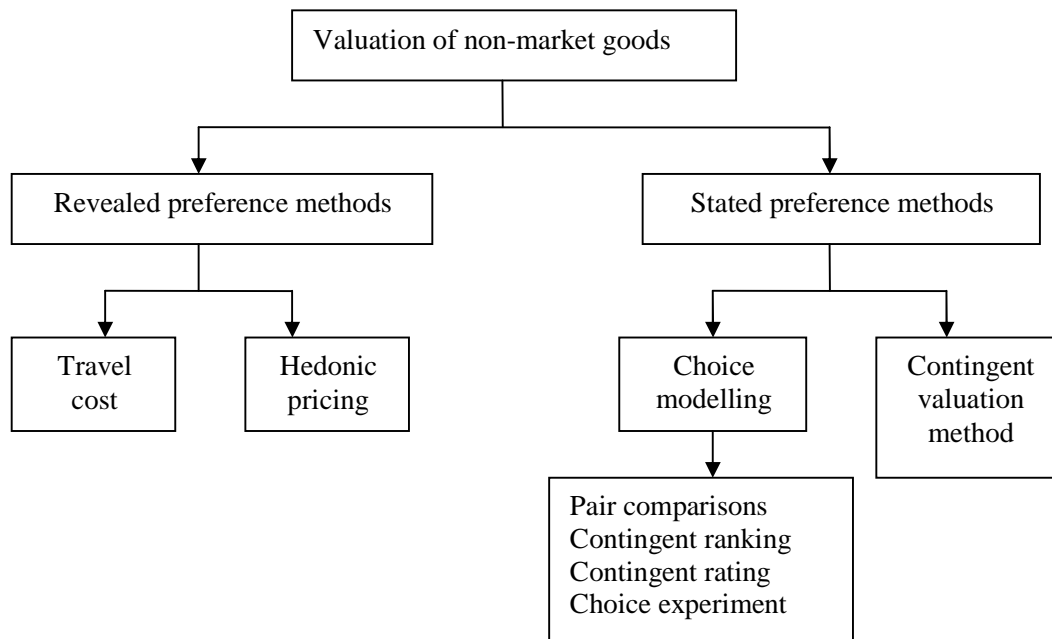 Valuation of non-market goods
Revealed preference methods
Stated preference methods
Travel
cost
Hedonic
pricing
Choice
modelling
Contingent
valuation
method
Pair comparisons
Contingent ranking
Contingent rating
Choice experiment